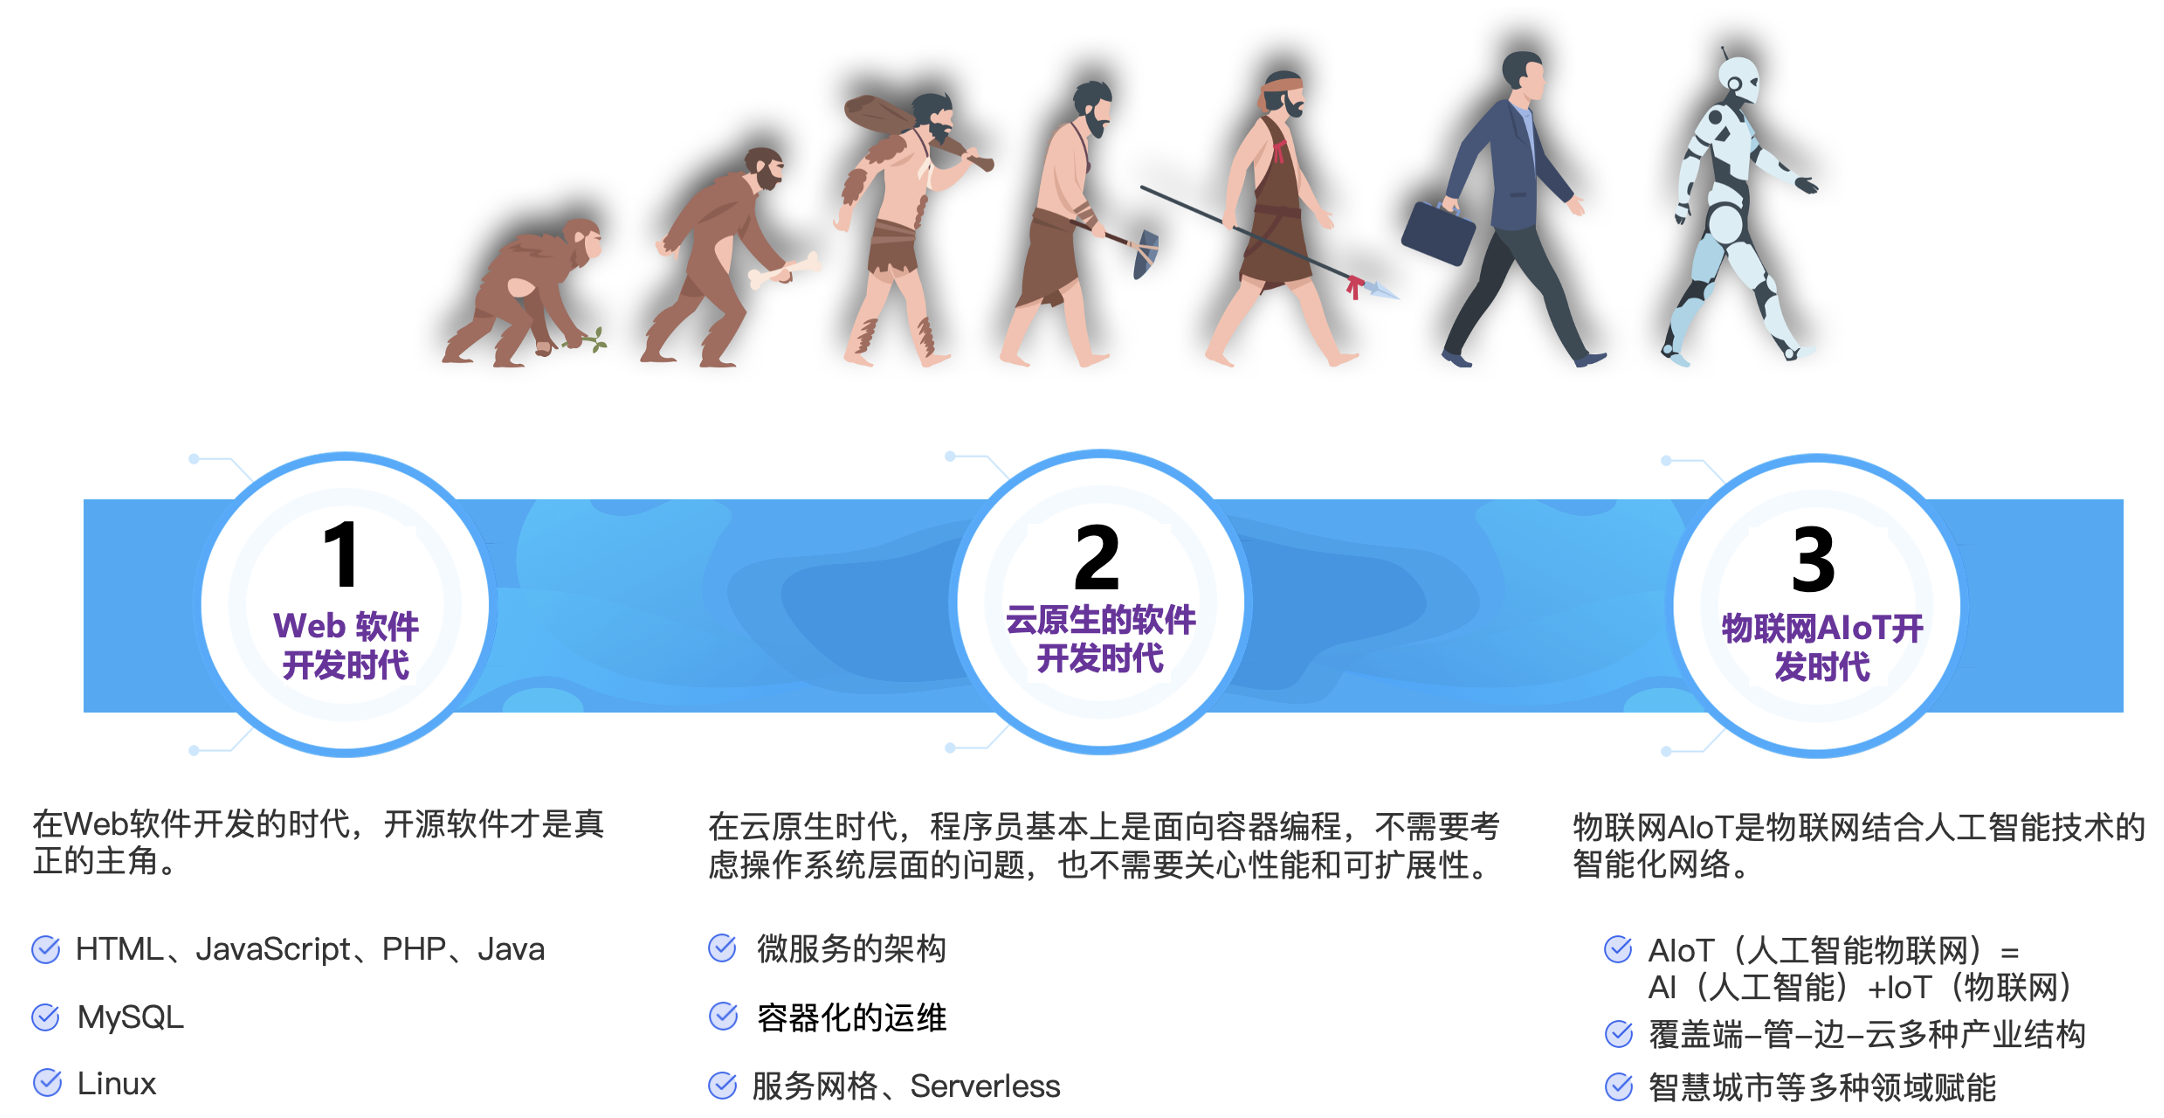 1
Web 软件
开发时代
2
云原生的软件
开发时代
3
物联网AIoT开
发时代
在Web软件开发的时代，开源软件才是真
正的主角。
HTML、JavaScript、PHP、Java
MySQL
Linux
在云原生时代，程序员基本上是面向容器编程，不需要考
虑操作系统层面的问题，也不需要关心性能和可扩展性。
微服务的架构
容器化的运维
服务网格、Serverless
物联网AIoT是物联网结合人工智能技术的
智能化网络。
AIoT（人工智能物联网）=
AI（人工智能）+IoT（物联网）
覆盖端–管–边–云多种产业结构
智慧城市等多种领域赋能